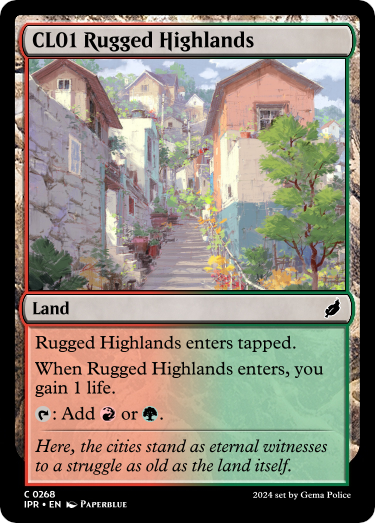 CL01 Rugged Highlands
Land
Rugged Highlands enters tapped.
When Rugged Highlands enters, you
gain 1 life.
: Add or .
Here, the cities stand as eternal witnesses
to a struggle as old as the land itself.
C 0268
IPR • EN PAPERBLUE
2024 set by Gema Police